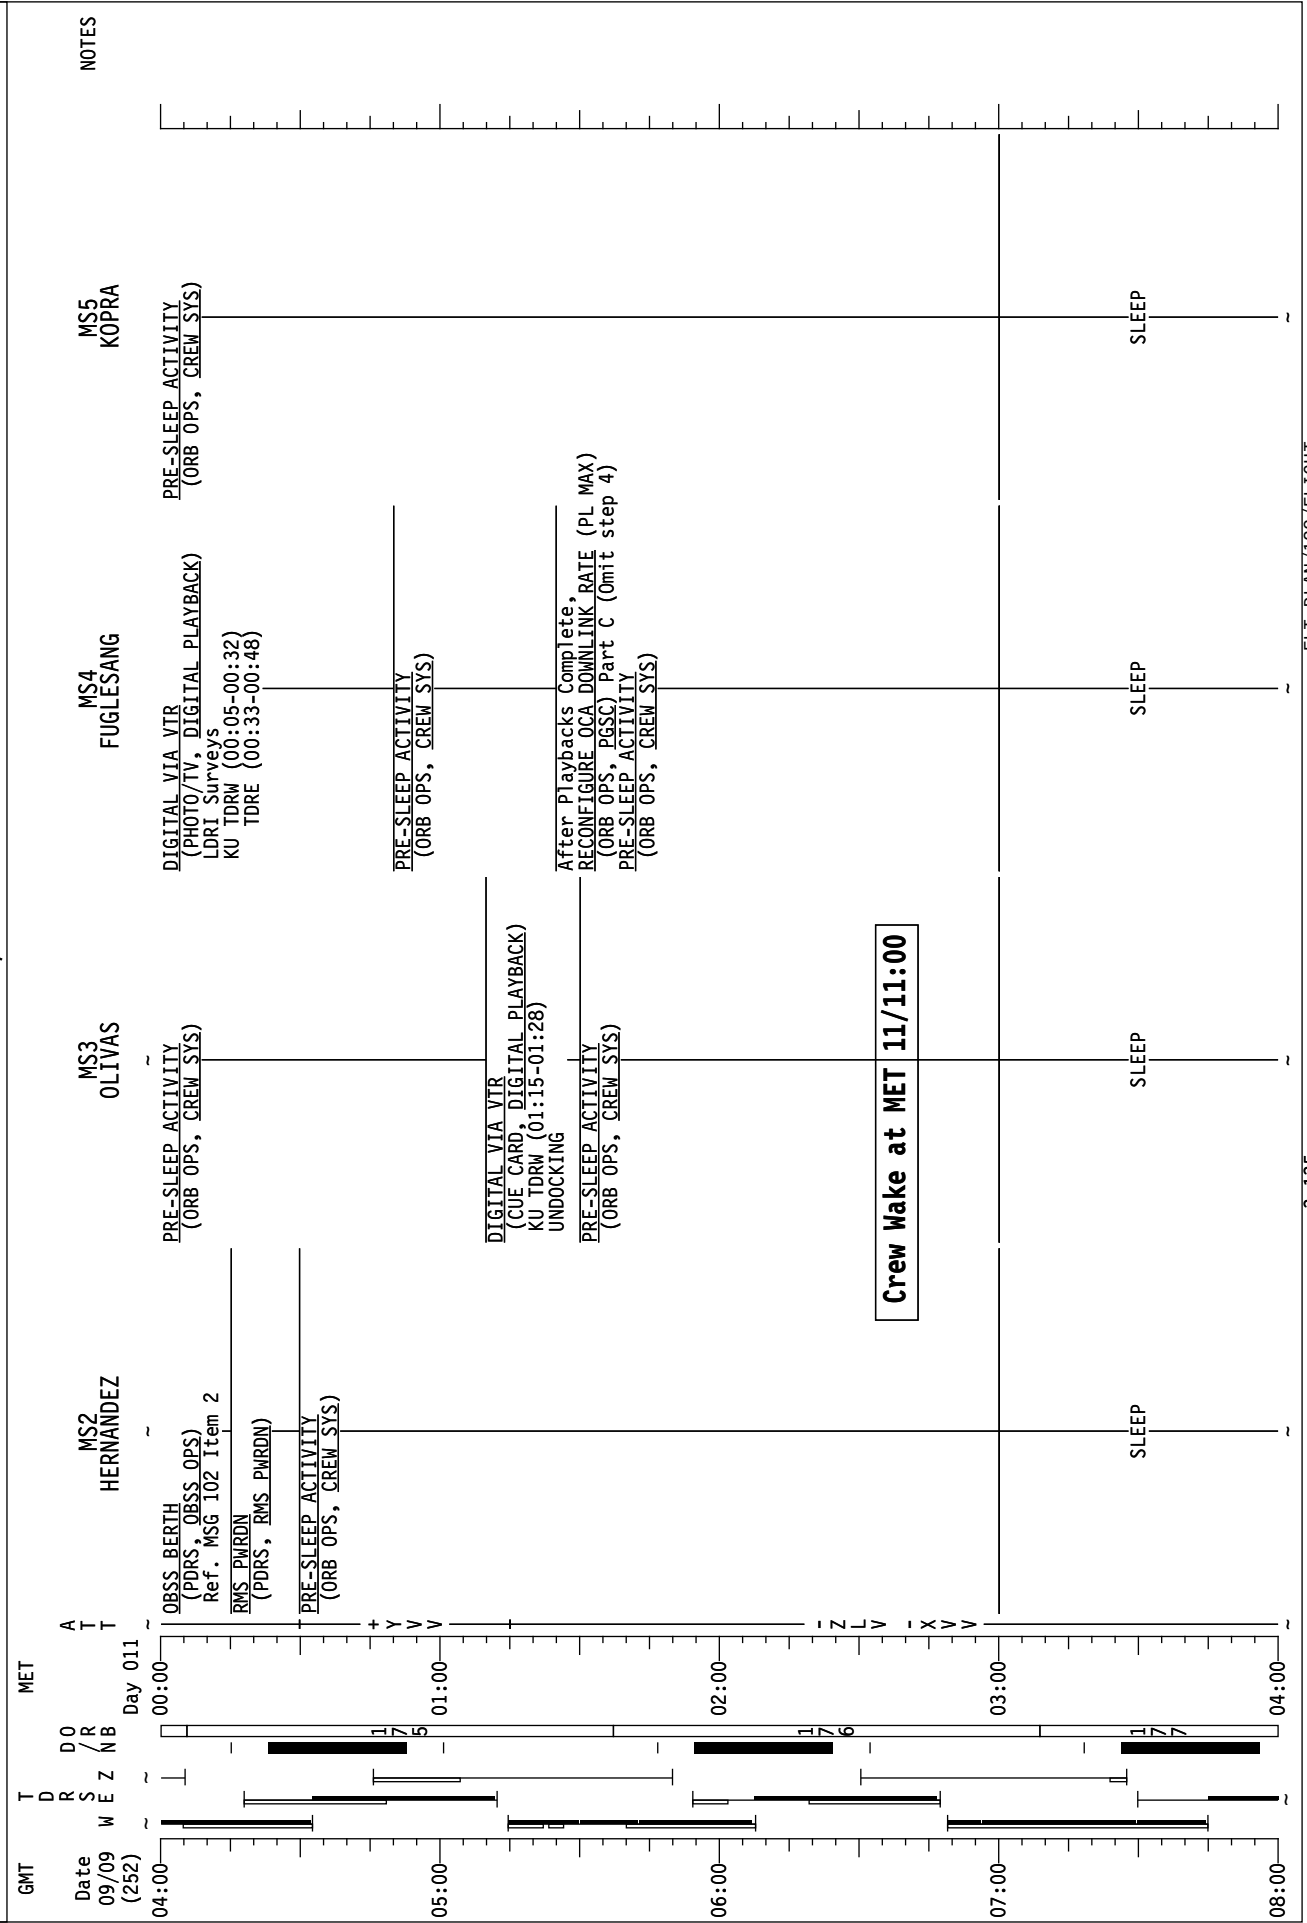 GMT
MET
NOTES
Date
09/09
(252)
T
D
R
S
W E Z
D O
/ R
N B
Day 011
A
T
T
MS2
HERNANDEZ
MS3
OLIVAS
MS4
FUGLESANG
MS5
KOPRA
04:00
05:00
06:00
07:00
08:00
175
176
177
00:00
01:00
02:00
03:00
04:00
+YVV
-ZLV
-XVV
OBSS BERTH
(PDRS, OBSS OPS)
Ref. MSG 102 Item 2
RMS PWRDN
(PDRS, RMS PWRDN)
PRE-SLEEP ACTIVITY
(ORB OPS, CREW SYS)
SLEEP
PRE-SLEEP ACTIVITY
(ORB OPS, CREW SYS)
DIGITAL VIA VTR
(CUE CARD, DIGITAL PLAYBACK)
KU TDRW (01:15-01:28)
UNDOCKING
PRE-SLEEP ACTIVITY
(ORB OPS, CREW SYS)
Crew Wake at MET 11/11:00
SLEEP
DIGITAL VIA VTR
(PHOTO/TV, DIGITAL PLAYBACK)
LDRI Surveys
KU TDRW (00:05-00:32)
TDRE (00:33-00:48)
PRE-SLEEP ACTIVITY
(ORB OPS, CREW SYS)
After Playbacks Complete,
RECONFIGURE OCA DOWNLINK RATE (PL MAX)
(ORB OPS, PGSC) Part C (Omit step 4)
PRE-SLEEP ACTIVITY
(ORB OPS, CREW SYS)
SLEEP
PRE-SLEEP ACTIVITY
(ORB OPS, CREW SYS)
SLEEP